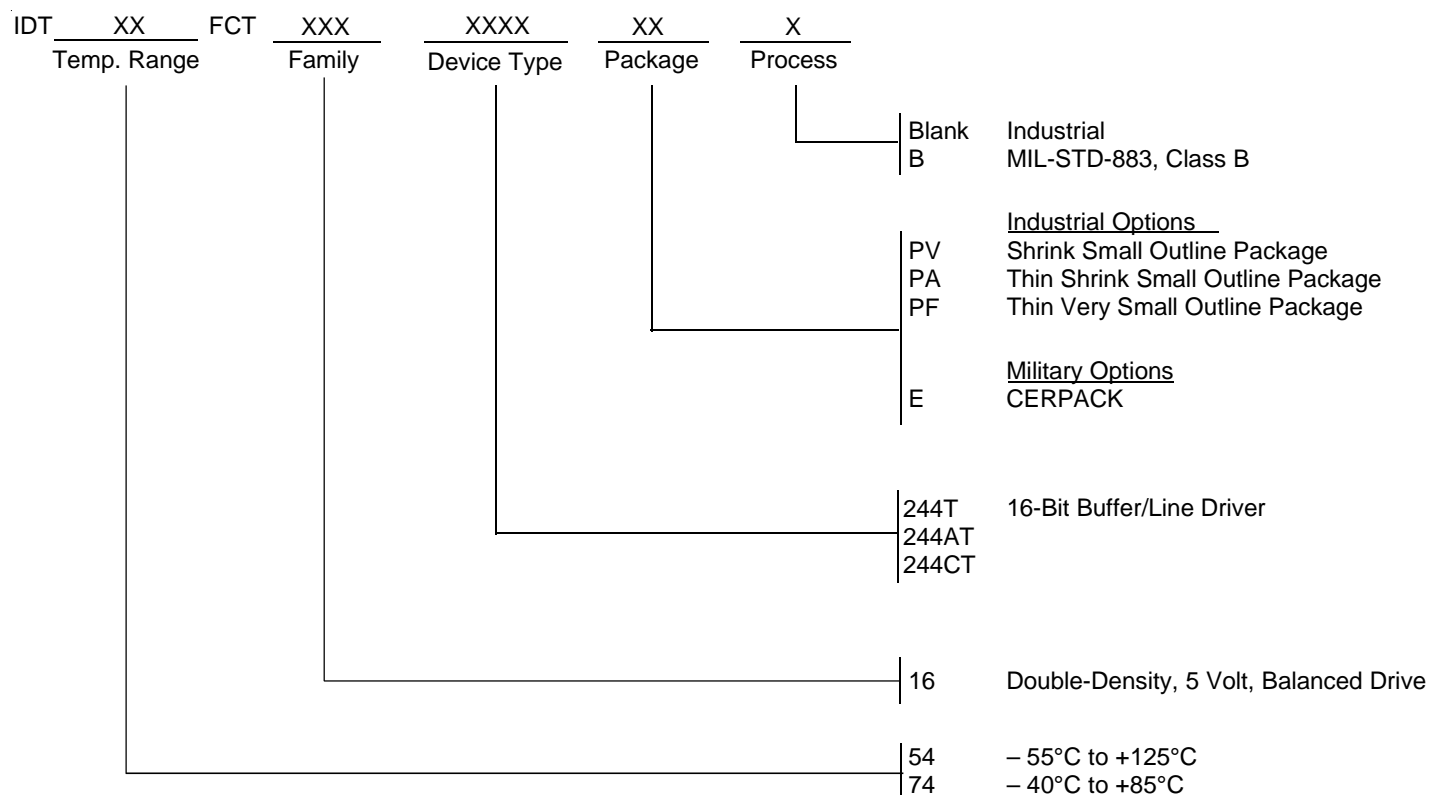 IDT XX FCT XXX XXXX XX X
Temp. Range Family Device Type Package Process
Blank Industrial
B MIL-STD-883, Class B
Industrial Options
PV Shrink Small Outline Package
PA Thin Shrink Small Outline Package
PF Thin Very Small Outline Package
Military Options
E CERPACK
244T 16-Bit Buffer/Line Driver
244AT
244CT
16 Double-Density, 5 Volt, Balanced Drive
54 – 55°C to +125°C
74 – 40°C to +85°C